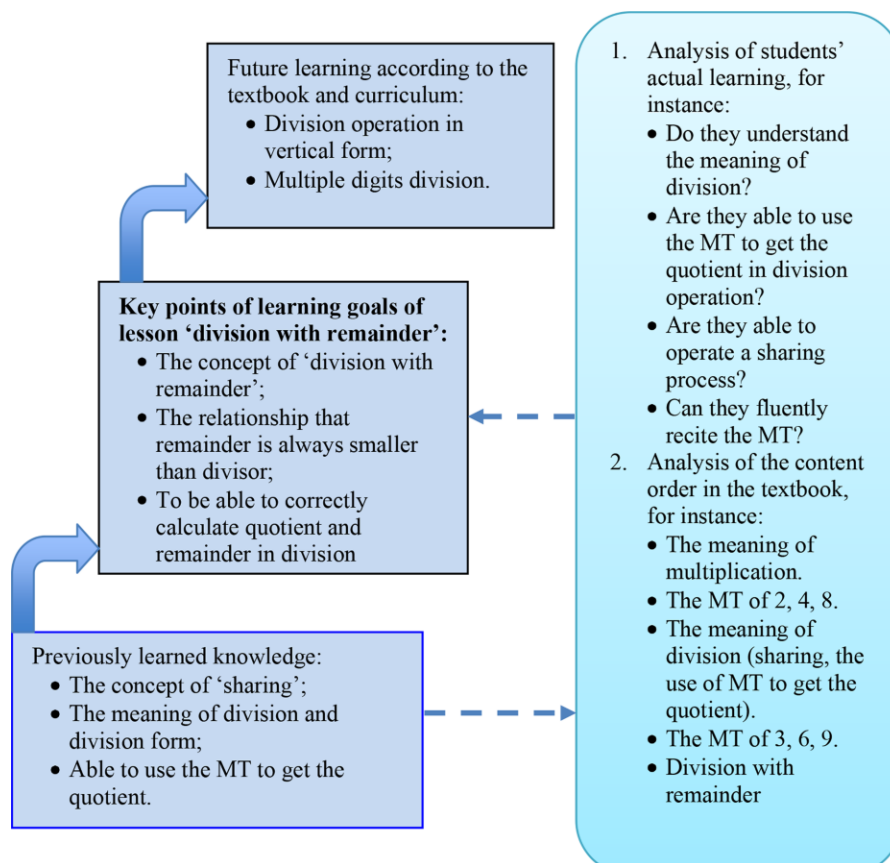 Future learning according to the
textbook and curriculum:
• Division operation in
vertical form;
• Multiple digits division.
Key points of learning goals of
lesson ‘division with remainder’:
• The concept of ‘division with
remainder’;
• The relationship that
remainder is always smaller
than divisor;
• To be able to correctly
calculate quotient and
remainder in division
Previously learned knowledge:
• The concept of ‘sharing’;
• The meaning of division and
division form;
• Able to use the MT to get the
quotient.
1. Analysis of students’
actual learning, for
instance:
• Do they understand
the meaning of
division?
• Are they able to use
the MT to get the
quotient in division
operation?
• Are they able to
operate a sharing
process?
• Can they fluently
recite the MT?
2. Analysis of the content
order in the textbook,
for instance:
• The meaning of
multiplication.
• The MT of 2, 4, 8.
• The meaning of
division (sharing, the
use of MT to get the
quotient).
• The MT of 3, 6, 9.
• Division with
remainder